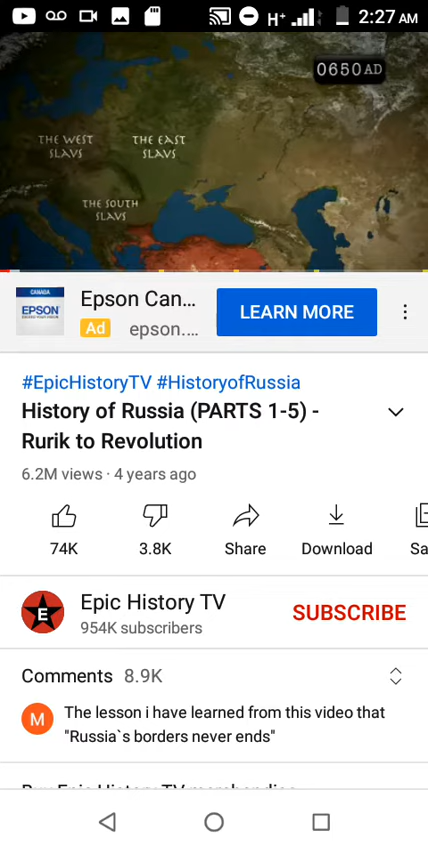 H+ 2:27 AM
0650 AD
THE WEST SLAVS
THE EAST SLAVS
THE SOUTH SLAVS
CANADA
EPSON
Epson Can...
Ad epson....
LEARN MORE
#EpicHistoryTV #HistoryofRussia
History of Russia (PARTS 1-5) -
Rurik to Revolution
6.2M views · 4 years ago
74K 3.8K Share Download Sa
E
Epic History TV
954K subscribers
SUBSCRIBE
Comments 8.9K
M
The lesson i have learned from this video that
"Russia`s borders never ends"